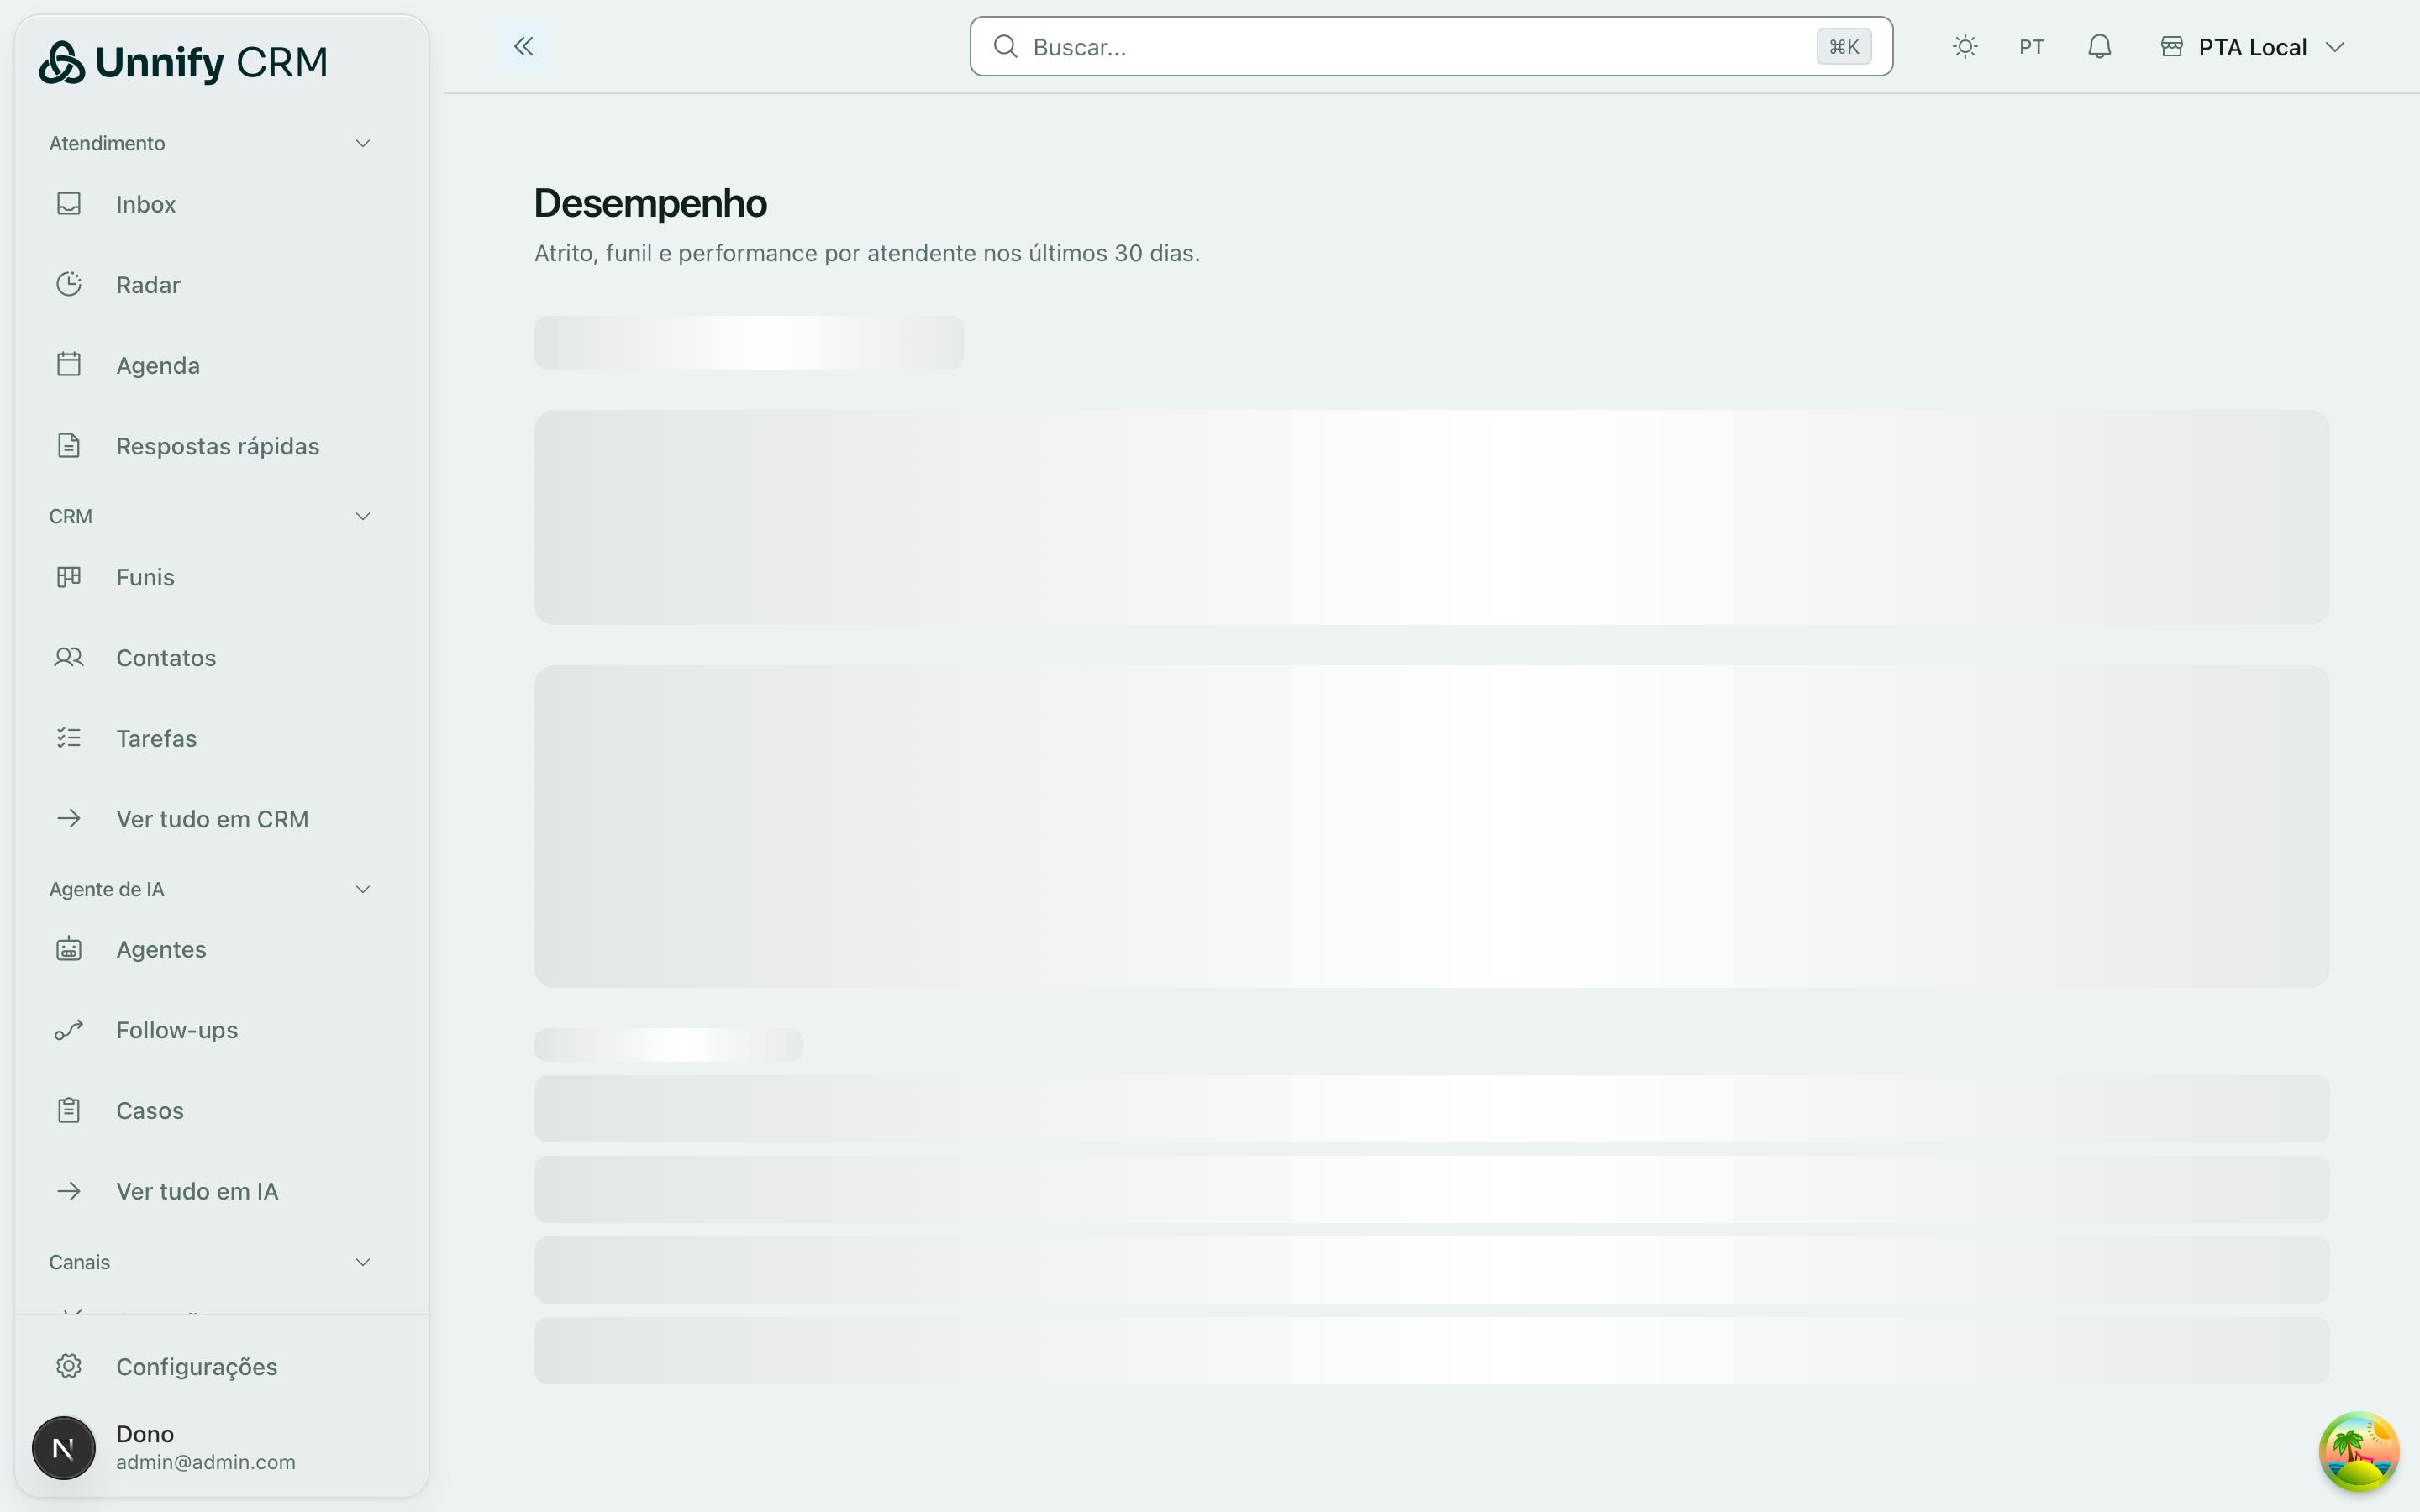 Unnify CRM
Buscar...
⌘K
PT
PTA Local
Atendimento
Inbox
Radar
Agenda
Respostas rápidas
CRM
Funis
Contatos
Tarefas
Ver tudo em CRM
Agente de IA
Agentes
Follow-ups
Casos
Ver tudo em IA
Canais
Configurações
N
Dono
admin@admin.com
Desempenho
Atrito, funil e performance por atendente nos últimos 30 dias.